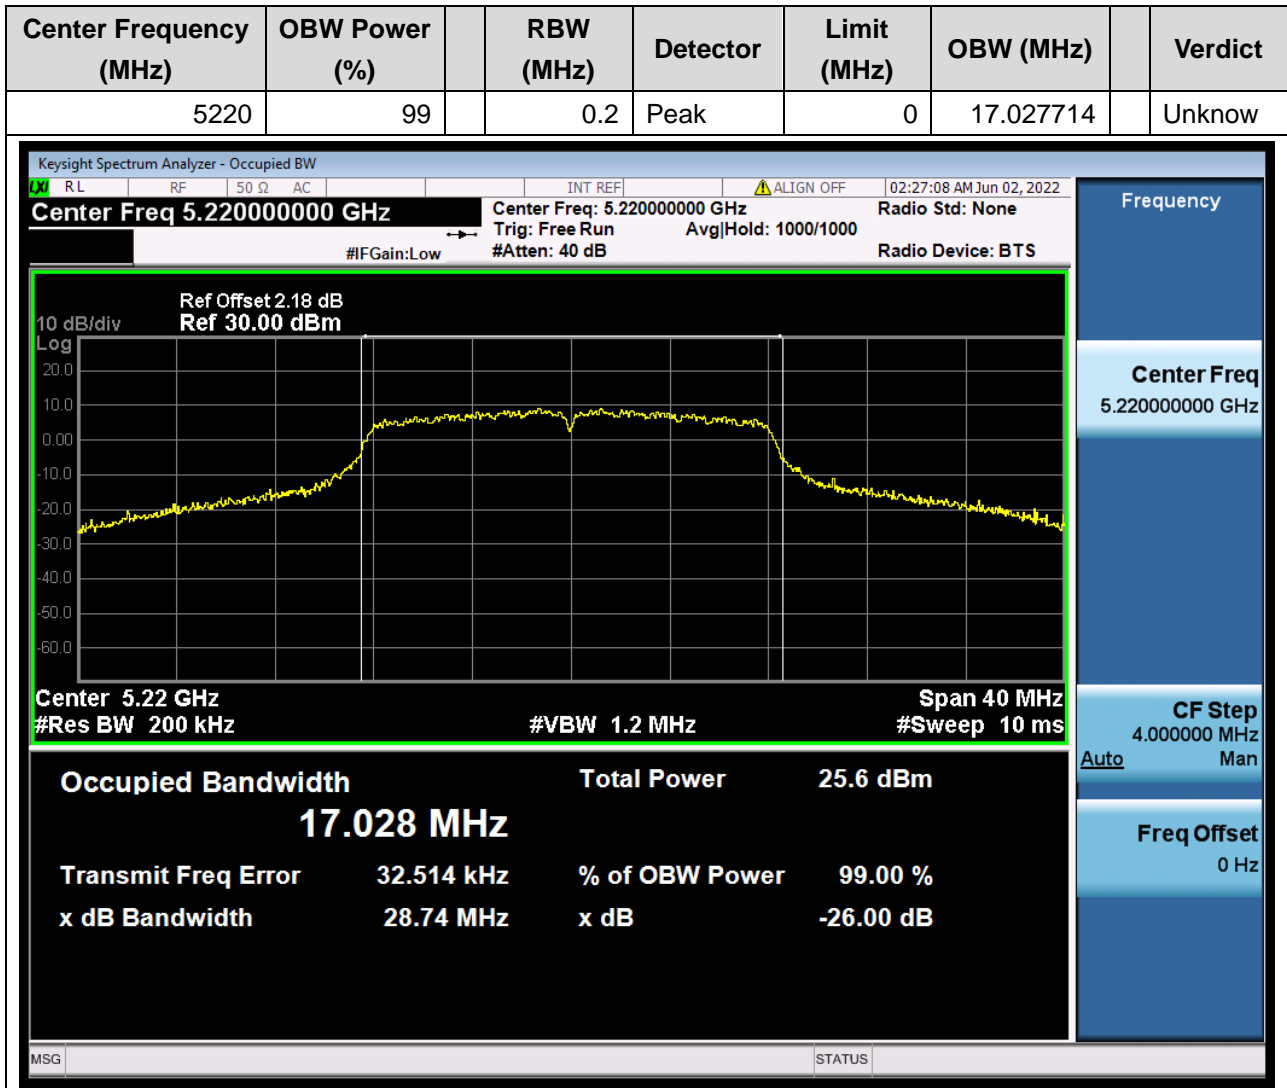 Center Frequency (MHz) OBW Power (%) RBW (MHz) Detector Limit (MHz) OBW (MHz) Verdict
5220 99 0.2 Peak 0 17.027714 Unknow
Keysight Spectrum Analyzer - Occupied BW
LXI RL RF 50 Ω AC INT REF ALIGN OFF 02:27:08 AM Jun 02, 2022
Center Freq 5.220000000 GHz
#IFGain:Low
Center Freq: 5.220000000 GHz
Trig: Free Run Avg|Hold: 1000/1000
#Atten: 40 dB
Radio Std: None
Radio Device: BTS
Ref Offset 2.18 dB
10 dB/div Ref 30.00 dBm
Log
20.0
10.0
0.00
-10.0
-20.0
-30.0
-40.0
-50.0
-60.0
Center 5.22 GHz Span 40 MHz
#Res BW 200 kHz #VBW 1.2 MHz #Sweep 10 ms
Occupied Bandwidth Total Power 25.6 dBm
17.028 MHz
Transmit Freq Error 32.514 kHz % of OBW Power 99.00 %
x dB Bandwidth 28.74 MHz x dB -26.00 dB
Frequency
Center Freq
5.220000000 GHz
CF Step
4.000000 MHz
Auto Man
Freq Offset
0 Hz
MSG STATUS